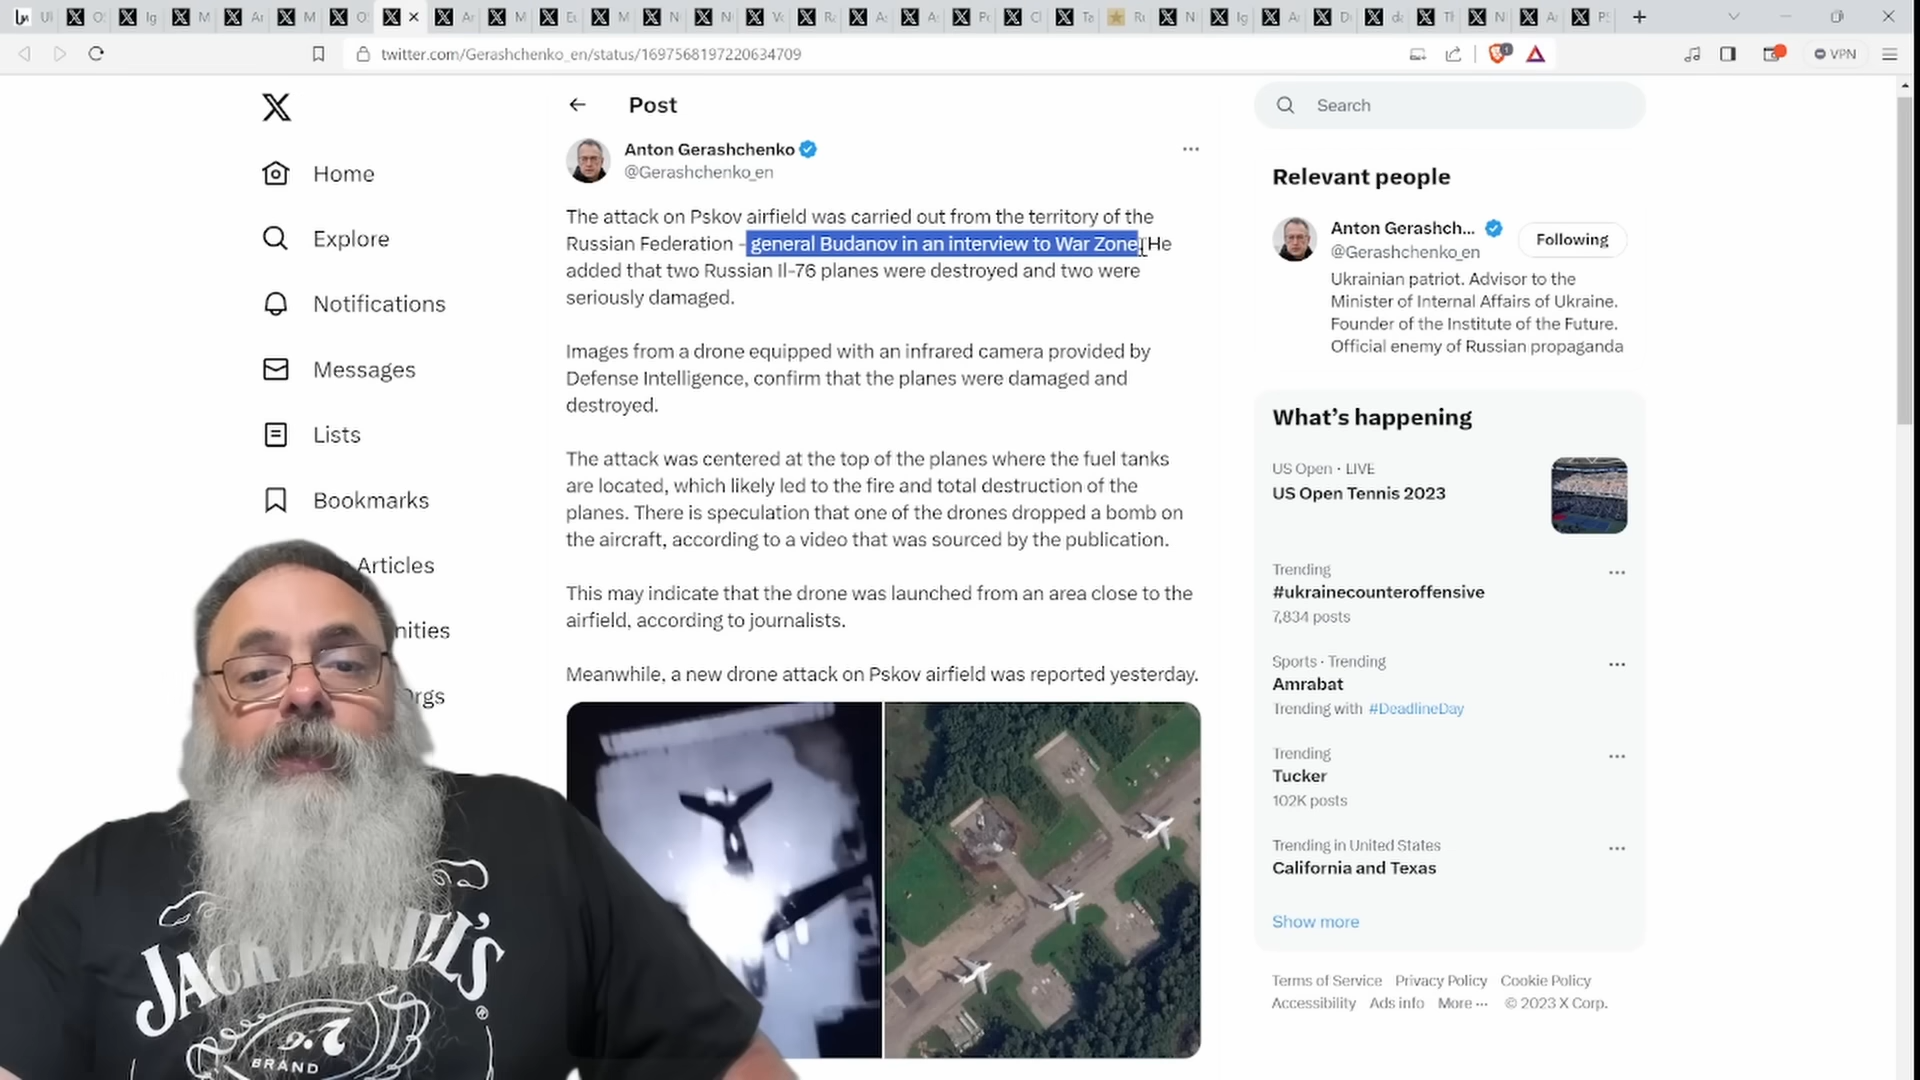 twitter.com/Gerashchenko_en/status/1697568197220634709
VPN
Home
Explore
Notifications
Messages
Lists
Bookmarks
Articles
Post
Anton Gerashchenko
@Gerashchenko_en
The attack on Pskov airfield was carried out from the territory of the
Russian Federation - general Budanov in an interview to War Zone. He
added that two Russian Il-76 planes were destroyed and two were
seriously damaged.
Images from a drone equipped with an infrared camera provided by
Defense Intelligence, confirm that the planes were damaged and
destroyed.
The attack was centered at the top of the planes where the fuel tanks
are located, which likely led to the fire and total destruction of the
planes. There is speculation that one of the drones dropped a bomb on
the aircraft, according to a video that was sourced by the publication.
This may indicate that the drone was launched from an area close to the
airfield, according to journalists.
Meanwhile, a new drone attack on Pskov airfield was reported yesterday.
Search
Relevant people
Anton Gerashch...
Following
@Gerashchenko_en
Ukrainian patriot. Advisor to the
Minister of Internal Affairs of Ukraine.
Founder of the Institute of the Future.
Official enemy of Russian propaganda
What's happening
US Open · LIVE
US Open Tennis 2023
Trending
#ukrainecounteroffensive
7,834 posts
Sports · Trending
Amrabat
Trending with #DeadlineDay
Trending
Tucker
102K posts
Trending in United States
California and Texas
Show more
Terms of Service Privacy Policy Cookie Policy
Accessibility Ads info More ... © 2023 X Corp.
JACK DANIEL'S
BRAND